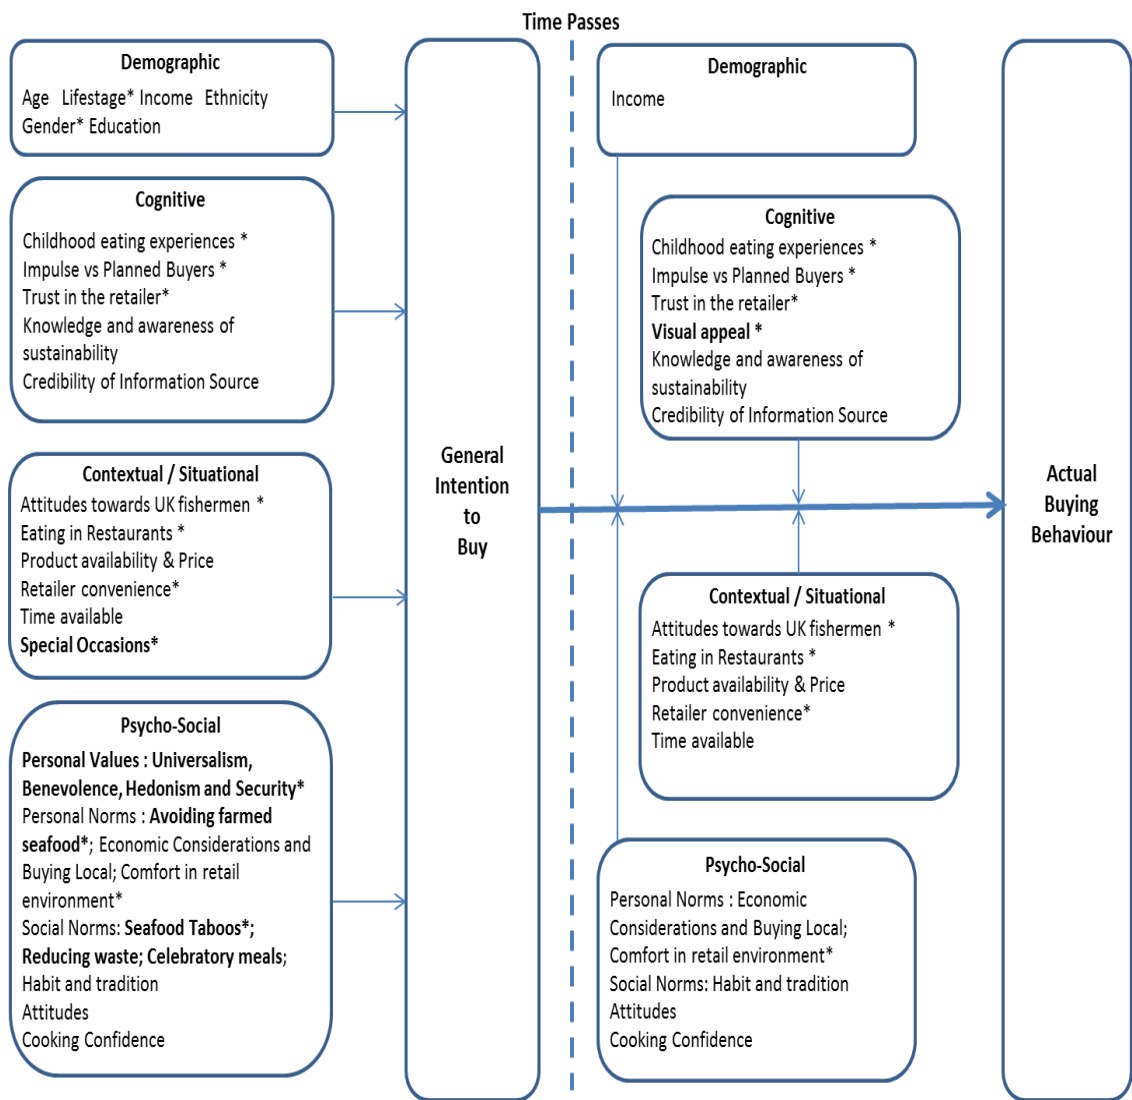 Time Passes
Demographic
Age Lifestage* Income Ethnicity
Gender* Education
Cognitive
Childhood eating experiences *
Impulse vs Planned Buyers *
Trust in the retailer*
Knowledge and awareness of
sustainability
Credibility of Information Source
Contextual / Situational
Attitudes towards UK fishermen *
Eating in Restaurants *
Product availability & Price
Retailer convenience*
Time available
Special Occasions*
Psycho-Social
Personal Values : Universalism,
Benevolence, Hedonism and Security*
Personal Norms : Avoiding farmed
seafood*; Economic Considerations and
Buying Local; Comfort in retail
environment*
Social Norms: Seafood Taboos*;
Reducing waste; Celebratory meals;
Habit and tradition
Attitudes
Cooking Confidence
General
Intention
to
Buy
Demographic
Income
Cognitive
Childhood eating experiences *
Impulse vs Planned Buyers *
Trust in the retailer*
Visual appeal *
Knowledge and awareness of
sustainability
Credibility of Information Source
Contextual / Situational
Attitudes towards UK fishermen *
Eating in Restaurants *
Product availability & Price
Retailer convenience*
Time available
Psycho-Social
Personal Norms : Economic
Considerations and Buying Local;
Comfort in retail environment*
Social Norms: Habit and tradition
Attitudes
Cooking Confidence
Actual
Buying
Behaviour